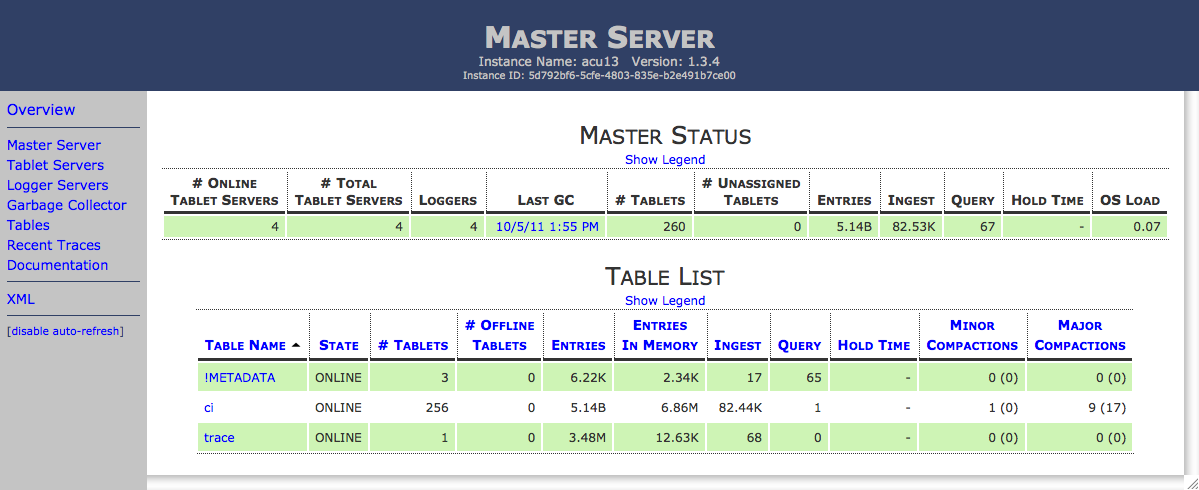 Master Server
Instance Name: acu13 Version: 1.3.4
Instance ID: 5d792bf6-5cfe-4803-835e-b2e491b7ce00
Overview
Master Server
Tablet Servers
Logger Servers
Garbage Collector
Tables
Recent Traces
Documentation
XML
[disable auto-refresh]
Master Status
Show Legend
# Online # Total # Unassigned
Tablet Servers Tablet Servers Loggers Last GC # Tablets Tablets Entries Ingest Query Hold Time OS Load
4 4 4 10/5/11 1:55 PM 260 0 5.14B 82.53K 67 - 0.07
Table List
Show Legend
# Offline Entries Minor Major
Table Name State # Tablets Tablets Entries In Memory Ingest Query Hold Time Compactions Compactions
!METADATA ONLINE 3 0 6.22K 2.34K 17 65 - 0 (0) 0 (0)
ci ONLINE 256 0 5.14B 6.86M 82.44K 1 - 1 (0) 9 (17)
trace ONLINE 1 0 3.48M 12.63K 68 0 - 0 (0) 0 (0)